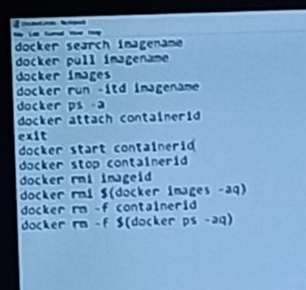 docker search imagename
docker pull imagename
docker images
docker run -itd imagename
docker ps -a
docker attach containerid
exit
docker start containerid
docker stop containerid
docker rmi imageid
docker rmi $(docker images -aq)
docker rm -f containerid
docker rm -f $(docker ps -aq)